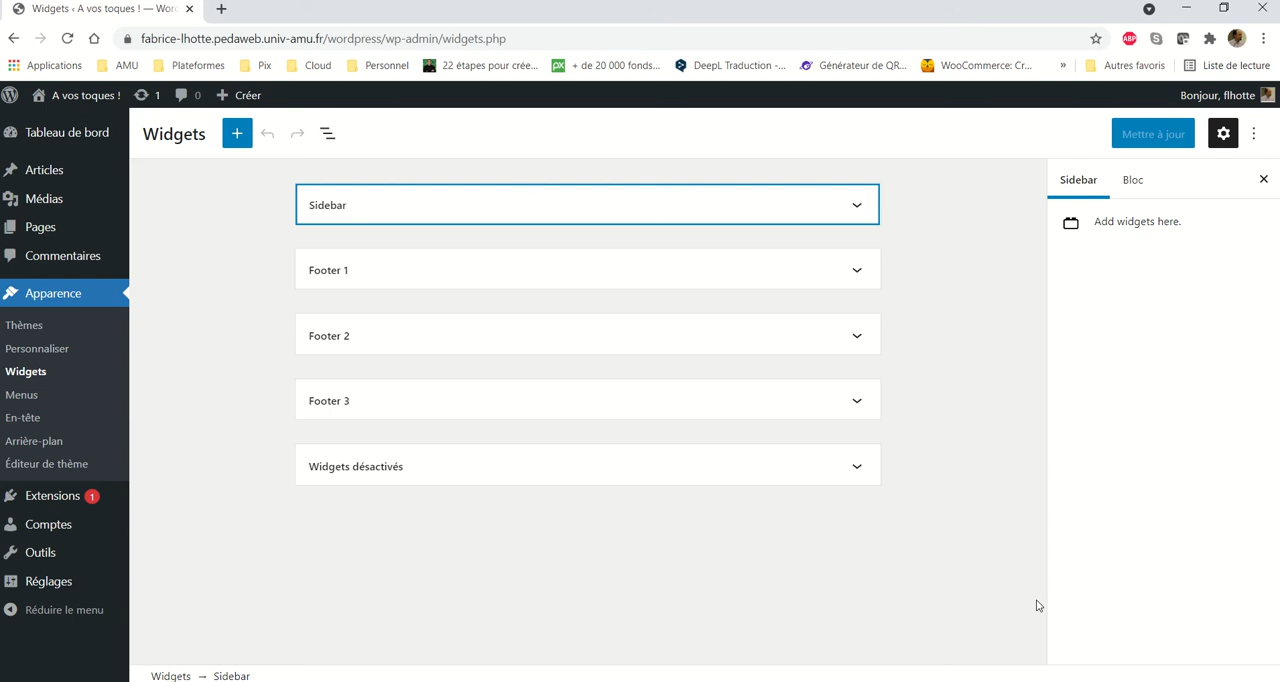 Widgets ‹ A vos toques ! — Wor
fabrice-lhotte.pedaweb.univ-amu.fr/wordpress/wp-admin/widgets.php
Applications AMU Plateformes Pix Cloud Personnel 22 étapes pour crée... + de 20 000 fonds... DeepL Traduction -... Générateur de QR... WooCommerce: Cr... » Autres favoris Liste de lecture
A vos toques ! 1 0 Créer Bonjour, flhotte
Tableau de bord
Articles
Médias
Pages
Commentaires
Apparence
Thèmes
Personnaliser
Widgets
Menus
En-tête
Arrière-plan
Éditeur de thème
Extensions 1
Comptes
Outils
Réglages
Réduire le menu
Widgets
Mettre à jour
Sidebar
Footer 1
Footer 2
Footer 3
Widgets désactivés
Sidebar Bloc
Add widgets here.
Widgets → Sidebar
ABP